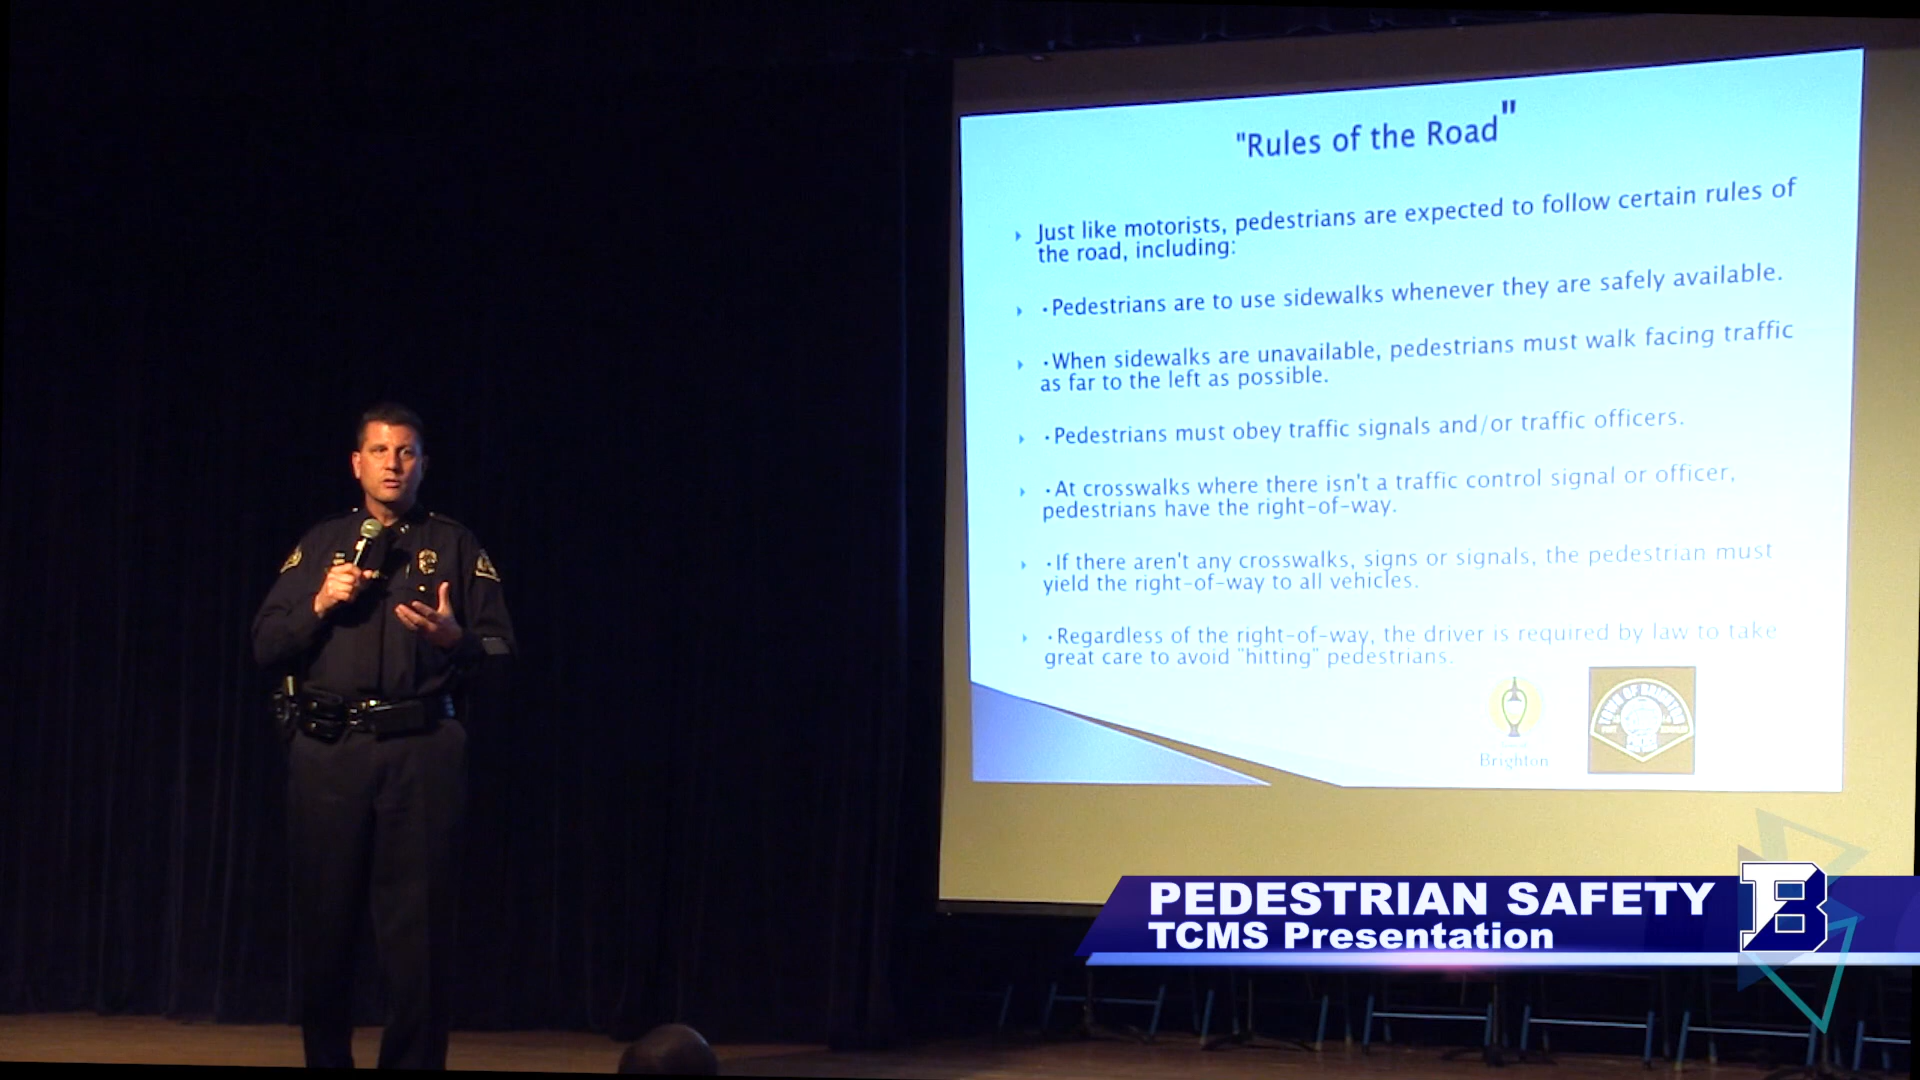 "Rules of the Road"
Just like motorists, pedestrians are expected to follow certain rules of
the road, including:
•Pedestrians are to use sidewalks whenever they are safely available.
•When sidewalks are unavailable, pedestrians must walk facing traffic
as far to the left as possible.
•Pedestrians must obey traffic signals and/or traffic officers.
•At crosswalks where there isn't a traffic control signal or officer,
pedestrians have the right-of-way.
•If there aren't any crosswalks, signs or signals, the pedestrian must
yield the right-of-way to all vehicles.
•Regardless of the right-of-way, the driver is required by law to take
great care to avoid "hitting" pedestrians.
Brighton
TOWN OF BRIGHTON
PEDESTRIAN SAFETY
TCMS Presentation
B